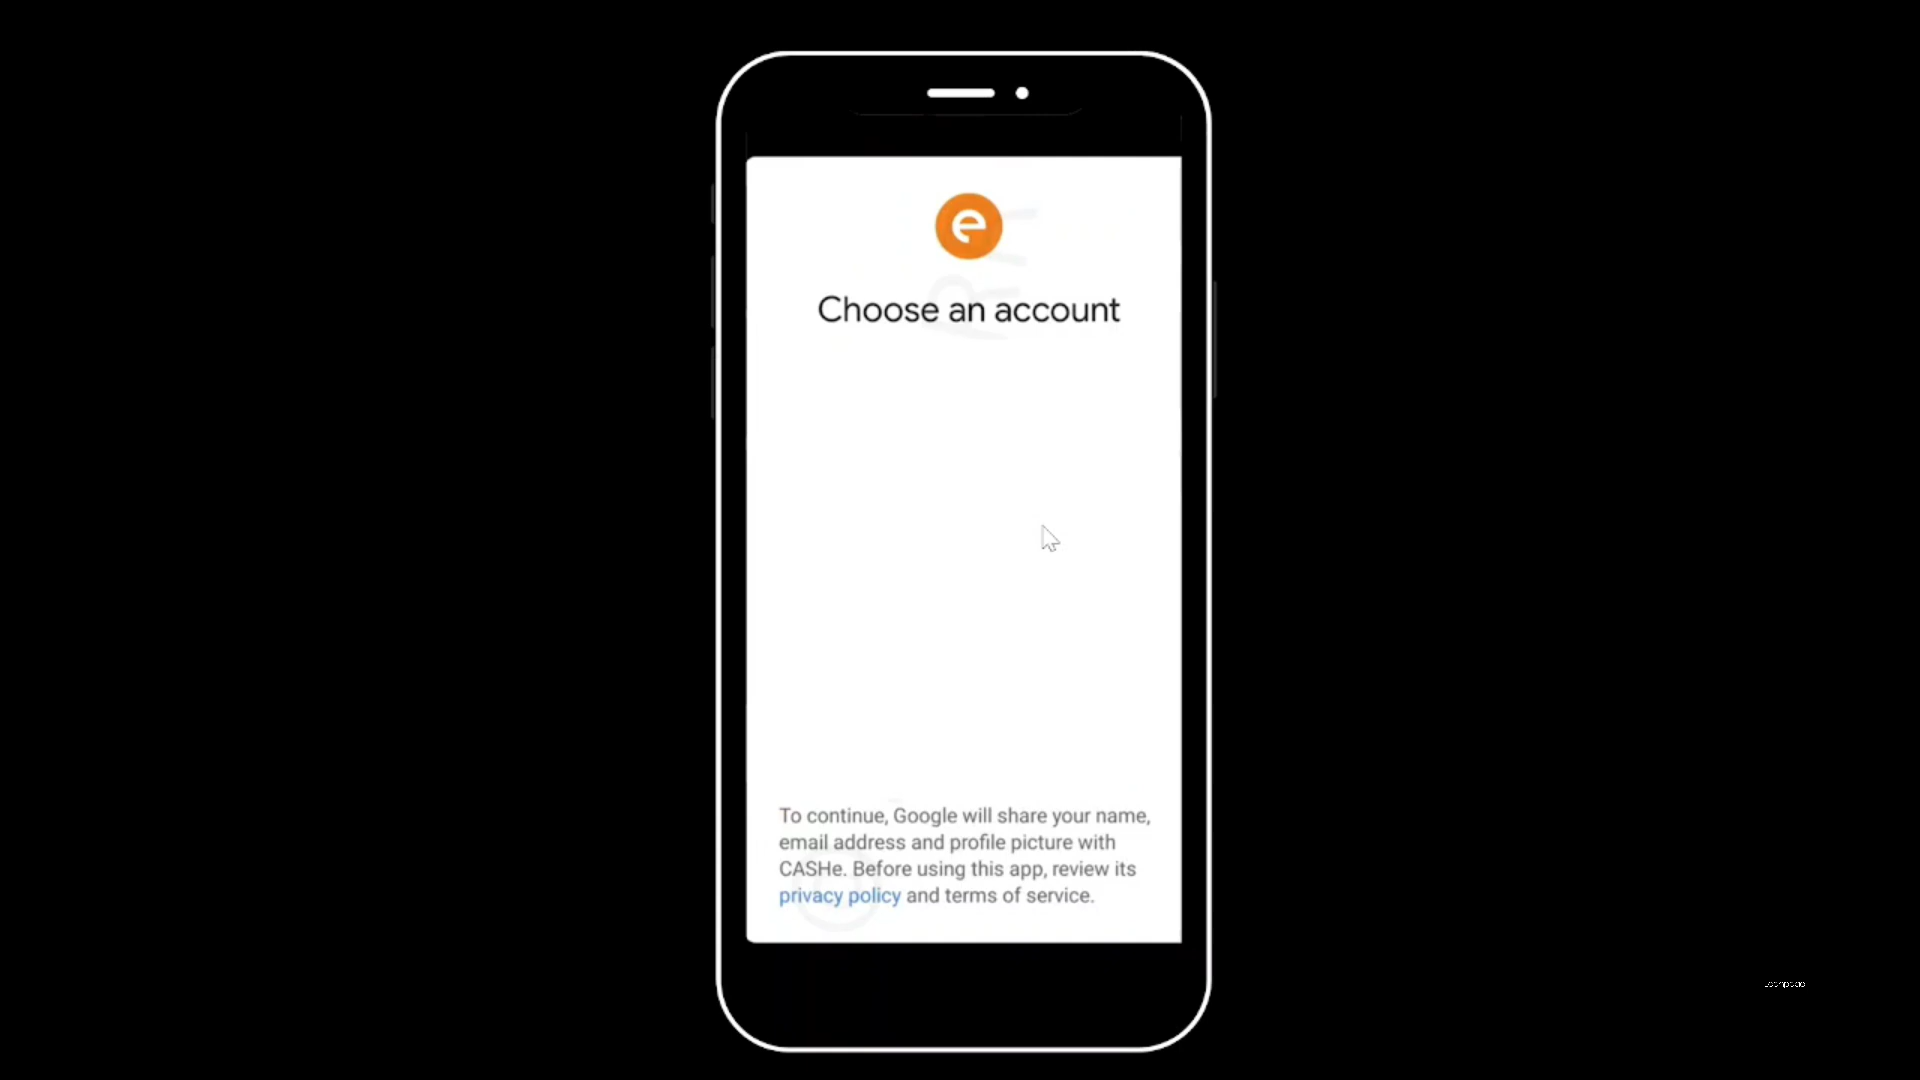 e
Choose an account
To continue, Google will share your name,
email address and profile picture with
CASHe. Before using this app, review its
privacy policy and terms of service.